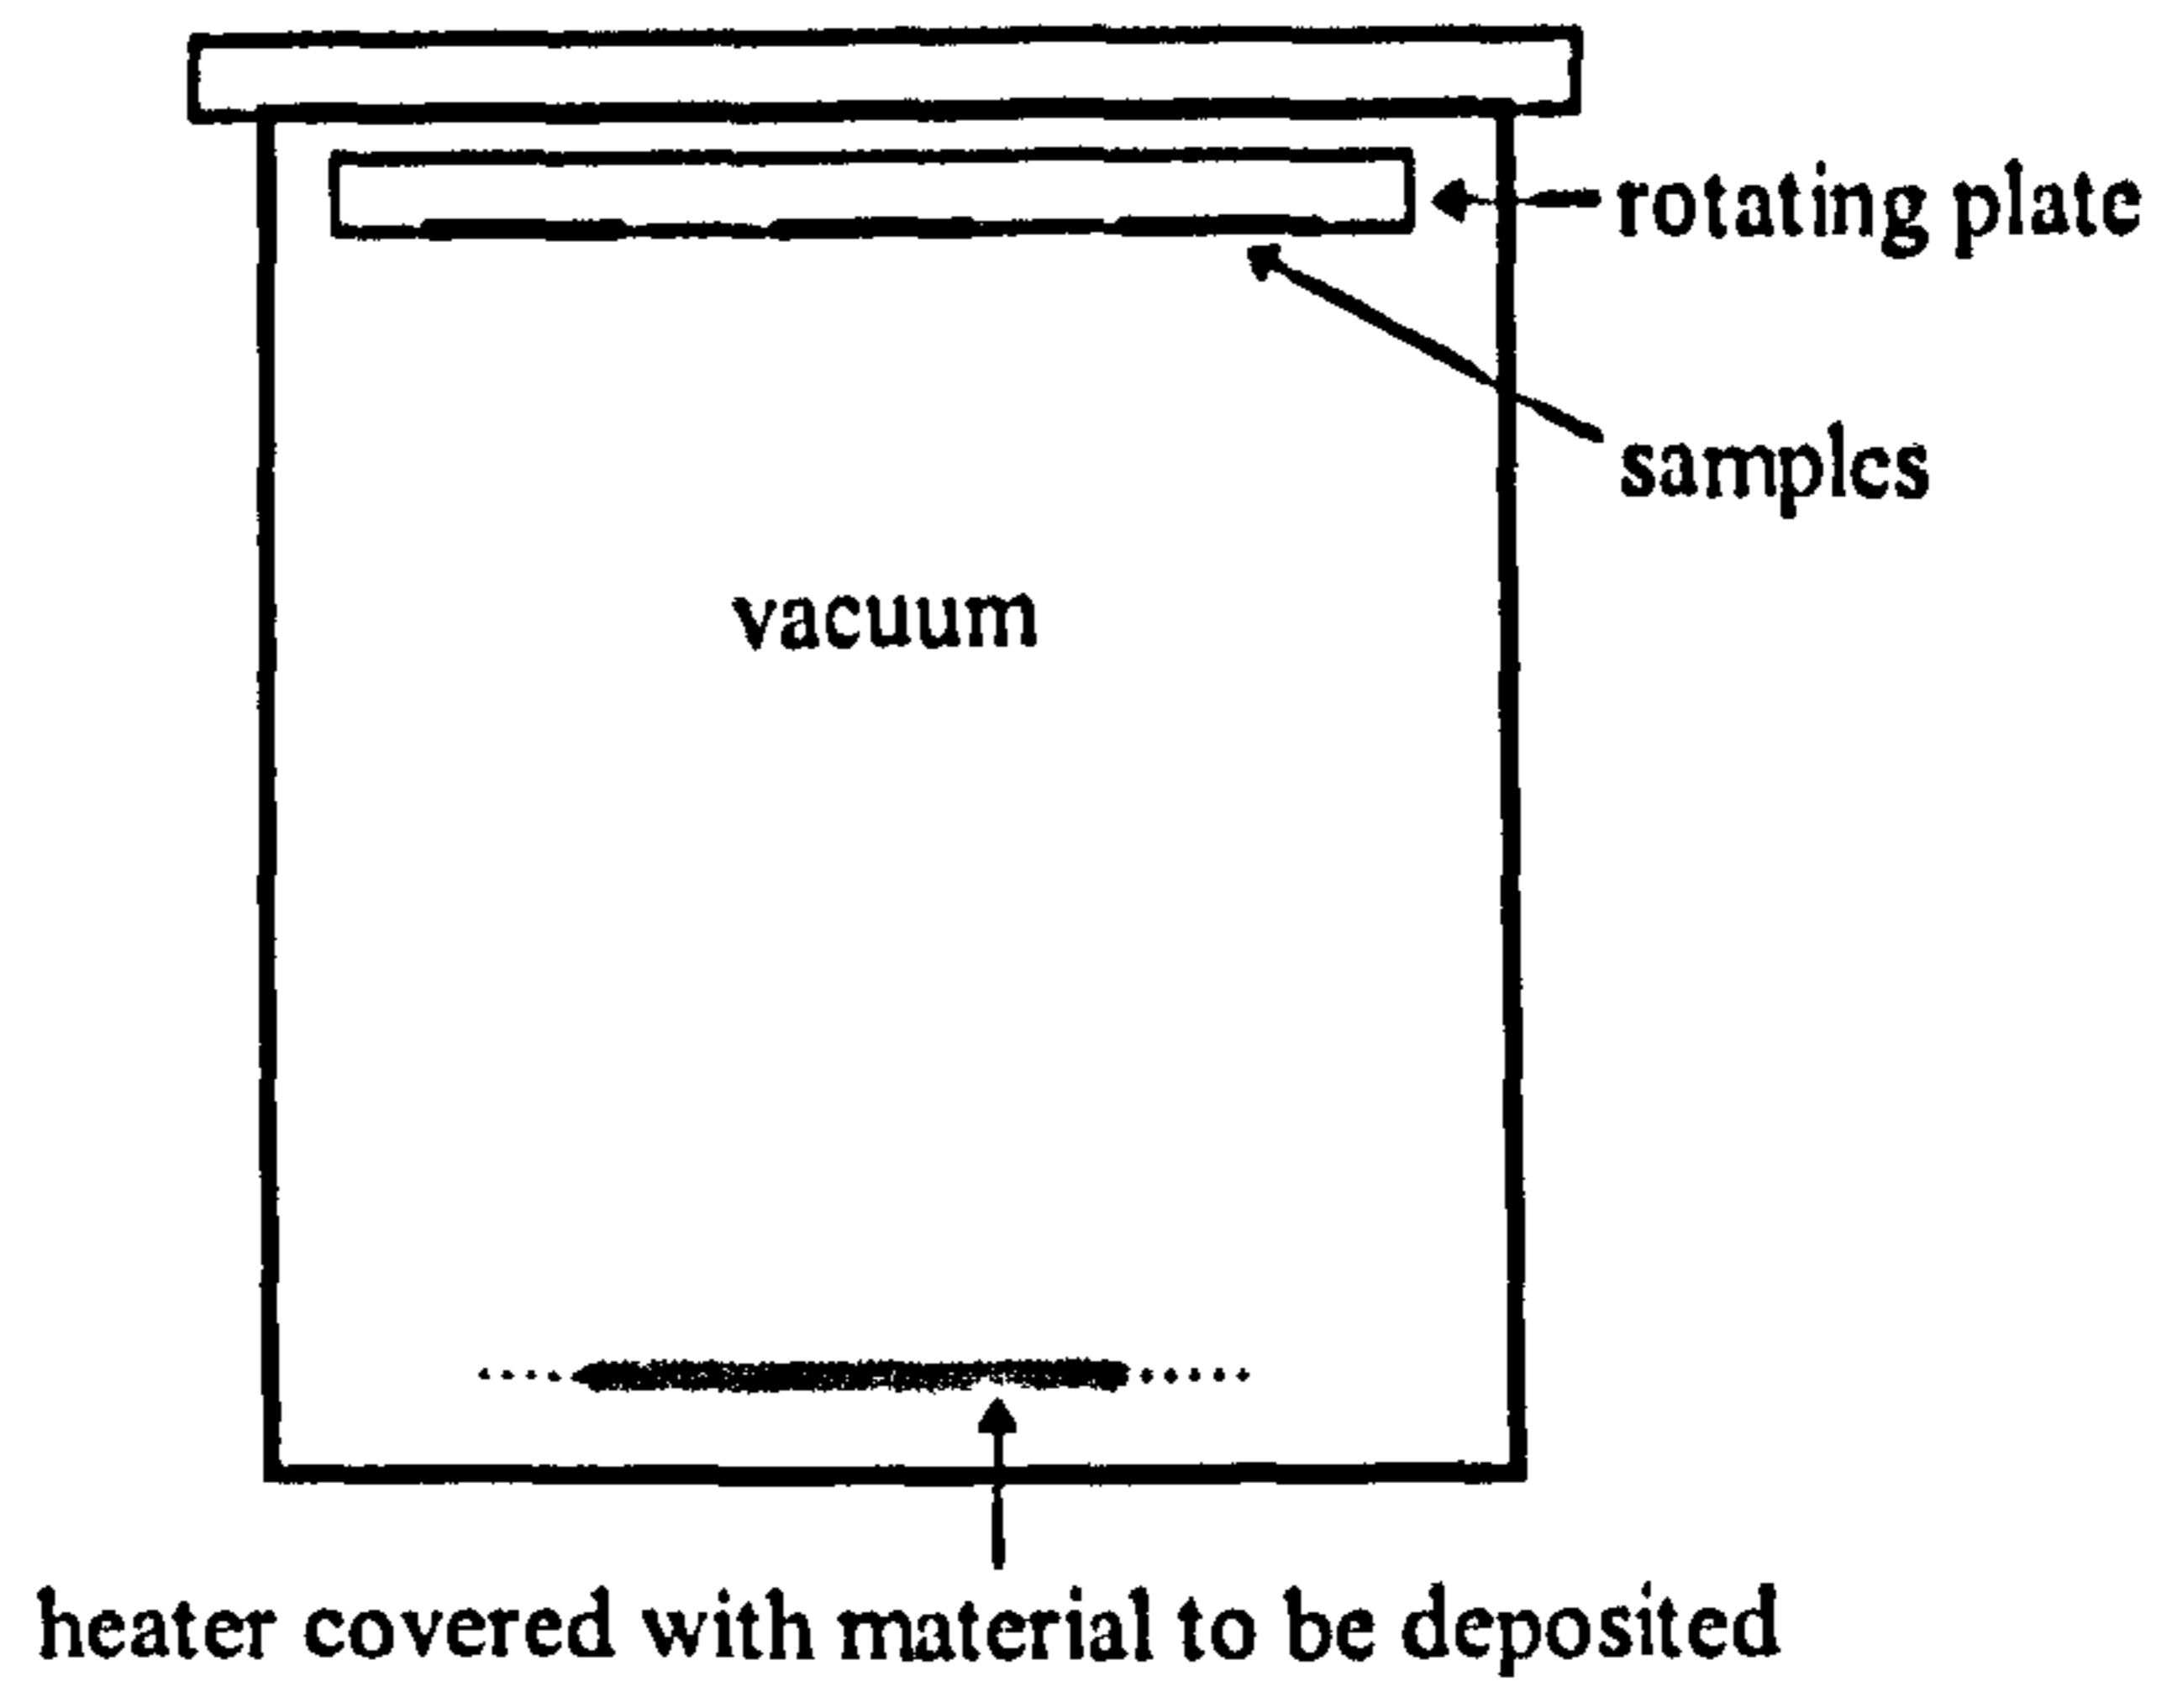 rotating plate
samples
vacuum
heater covered with material to be deposited